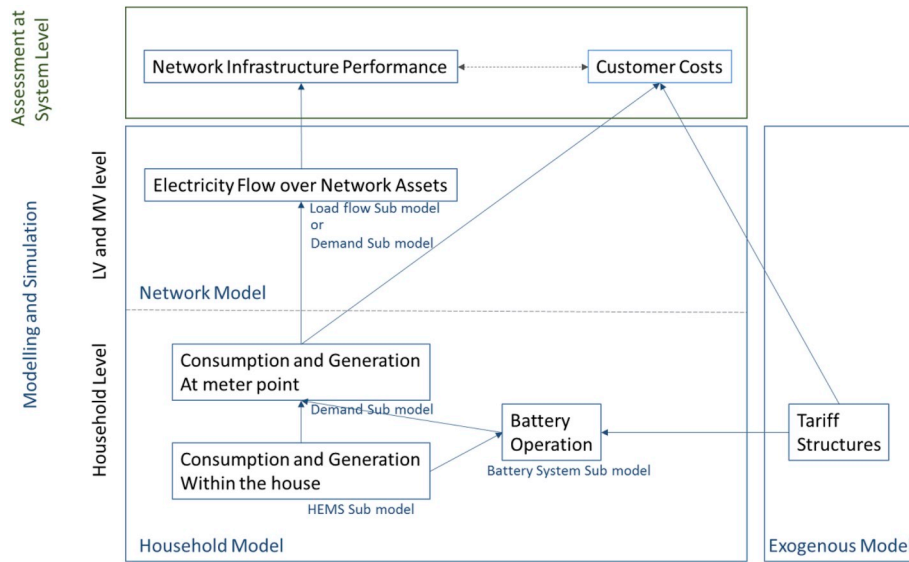 Assessment at
System Level
Network Infrastructure Performance
Customer Costs
Modelling and Simulation
LV and MV level
Electricity Flow over Network Assets
Load flow Sub model
or
Demand Sub model
Network Model
Household Level
Consumption and Generation
At meter point
Demand Sub model
Battery
Operation
Battery System Sub model
Tariff
Structures
Consumption and Generation
Within the house
HEMS Sub model
Household Model
Exogenous Model